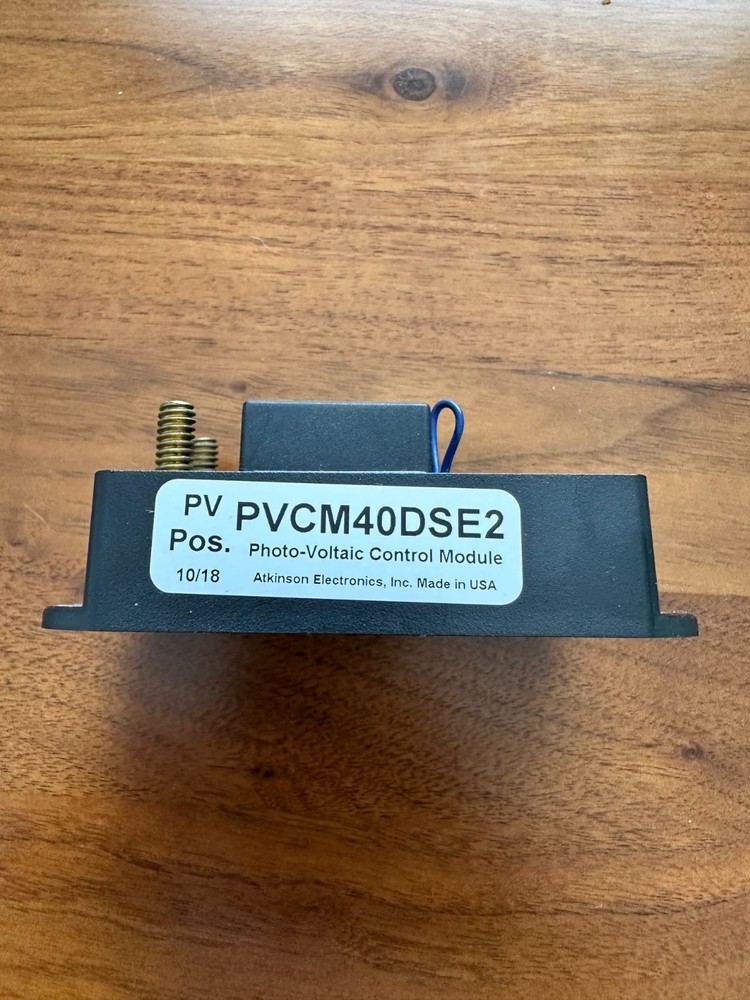 PV PVCM40DSE2
Pos. Photo-Voltaic Control Module
10/18 Atkinson Electronics, Inc. Made in USA